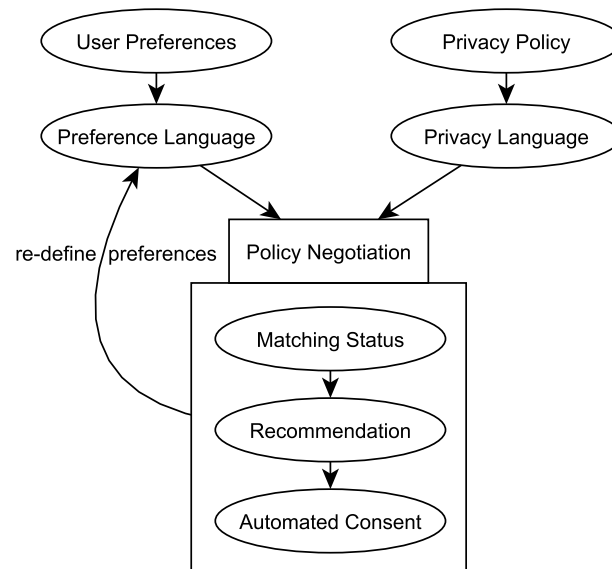 User Preferences
Privacy Policy
Preference Language
Privacy Language
re-define preferences
Policy Negotiation
Matching Status
Recommendation
Automated Consent